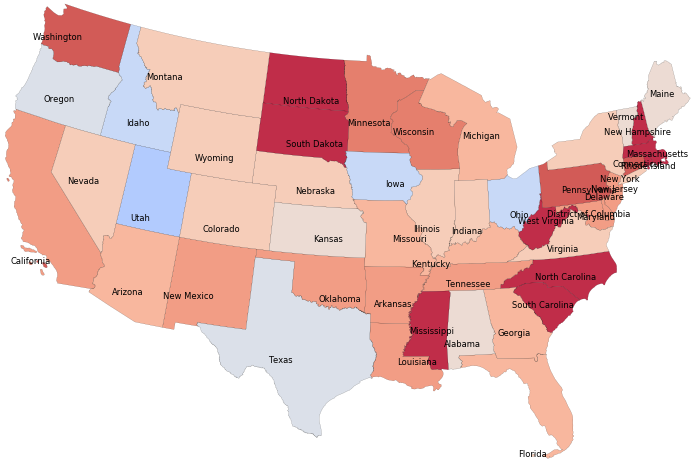 Washington
Maine
Montana
Oregon
North Dakota
Vermont
Idaho
Minnesota
Wisconsin
New Hampshire
Michigan
South Dakota
Massachusetts
Wyoming
Connecticut
Rhode Island
Nevada
Nebraska
Iowa
New York
Pennsylvania
New Jersey
Delaware
Utah
Colorado
Illinois
Indiana
Ohio
District of Columbia
Maryland
West Virginia
Kansas
Missouri
Virginia
California
Kentucky
North Carolina
Tennessee
Arizona
New Mexico
Oklahoma
Arkansas
South Carolina
Mississippi
Georgia
Alabama
Texas
Louisiana
Florida